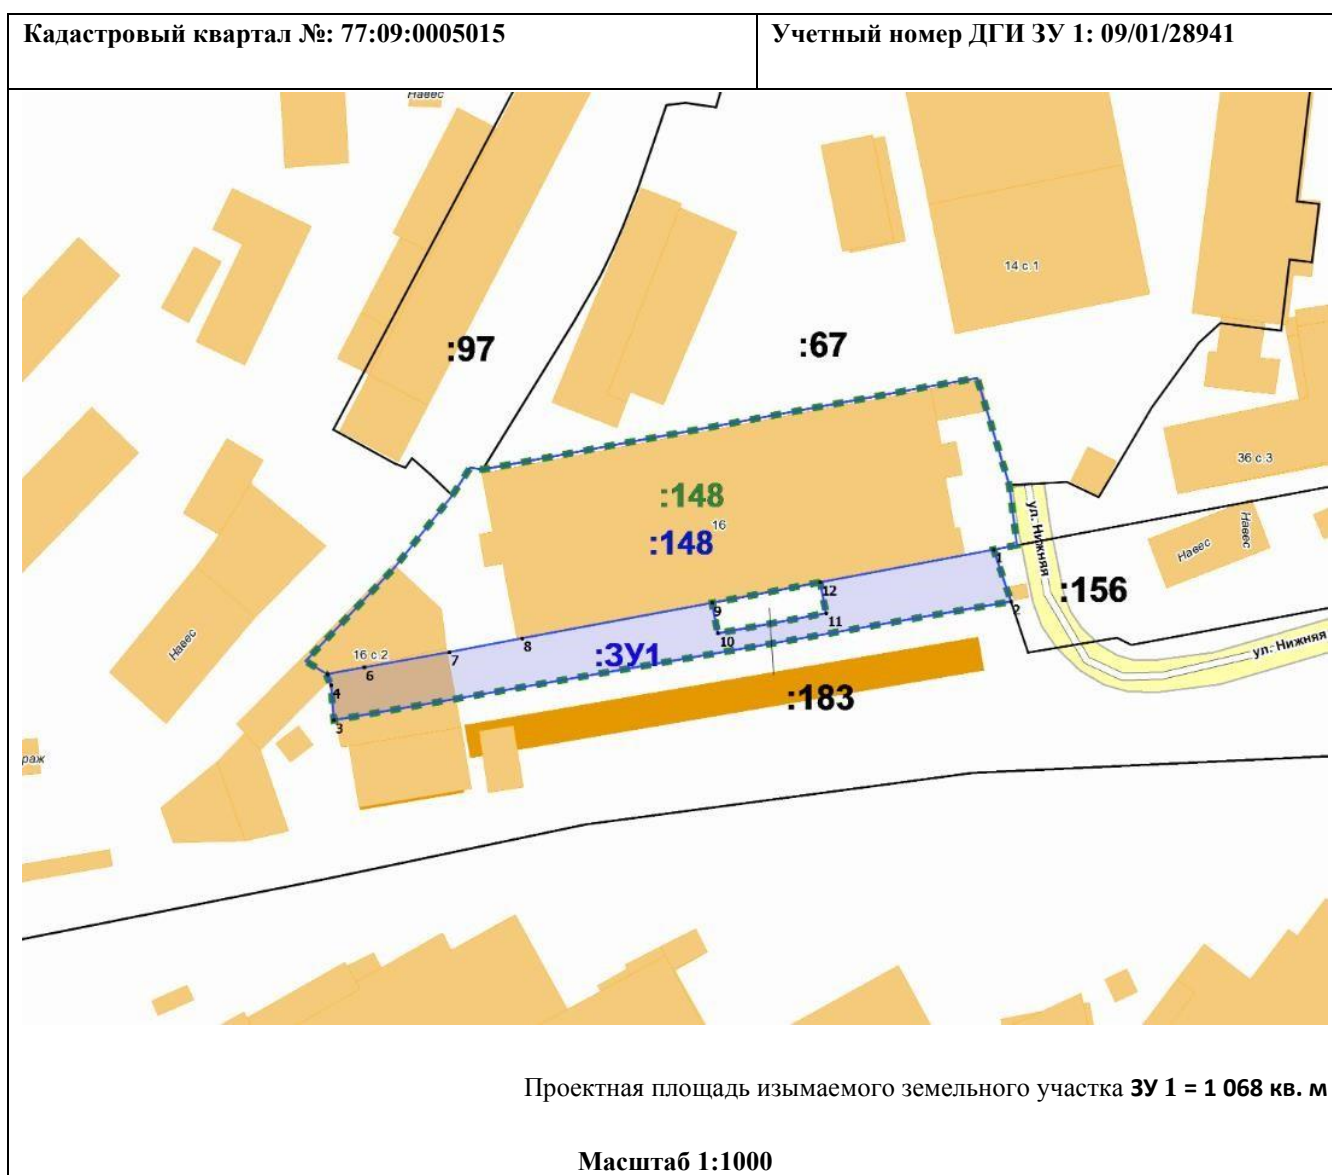 Кадастровый квартал №: 77:09:0005015
Учетный номер ДГИ ЗУ 1: 09/01/28941
Навес
14 с.1
:97
:67
36 с.3
:148
16
:148
ул. Нижняя
Навес
Навес
1
:156
2
12
9
11
10
8
7
:ЗУ1
16 с.2
6
4
3
Навес
ул. Нижняя
:183
раж
Проектная площадь изымаемого земельного участка ЗУ 1 = 1 068 кв. м
Масштаб 1:1000